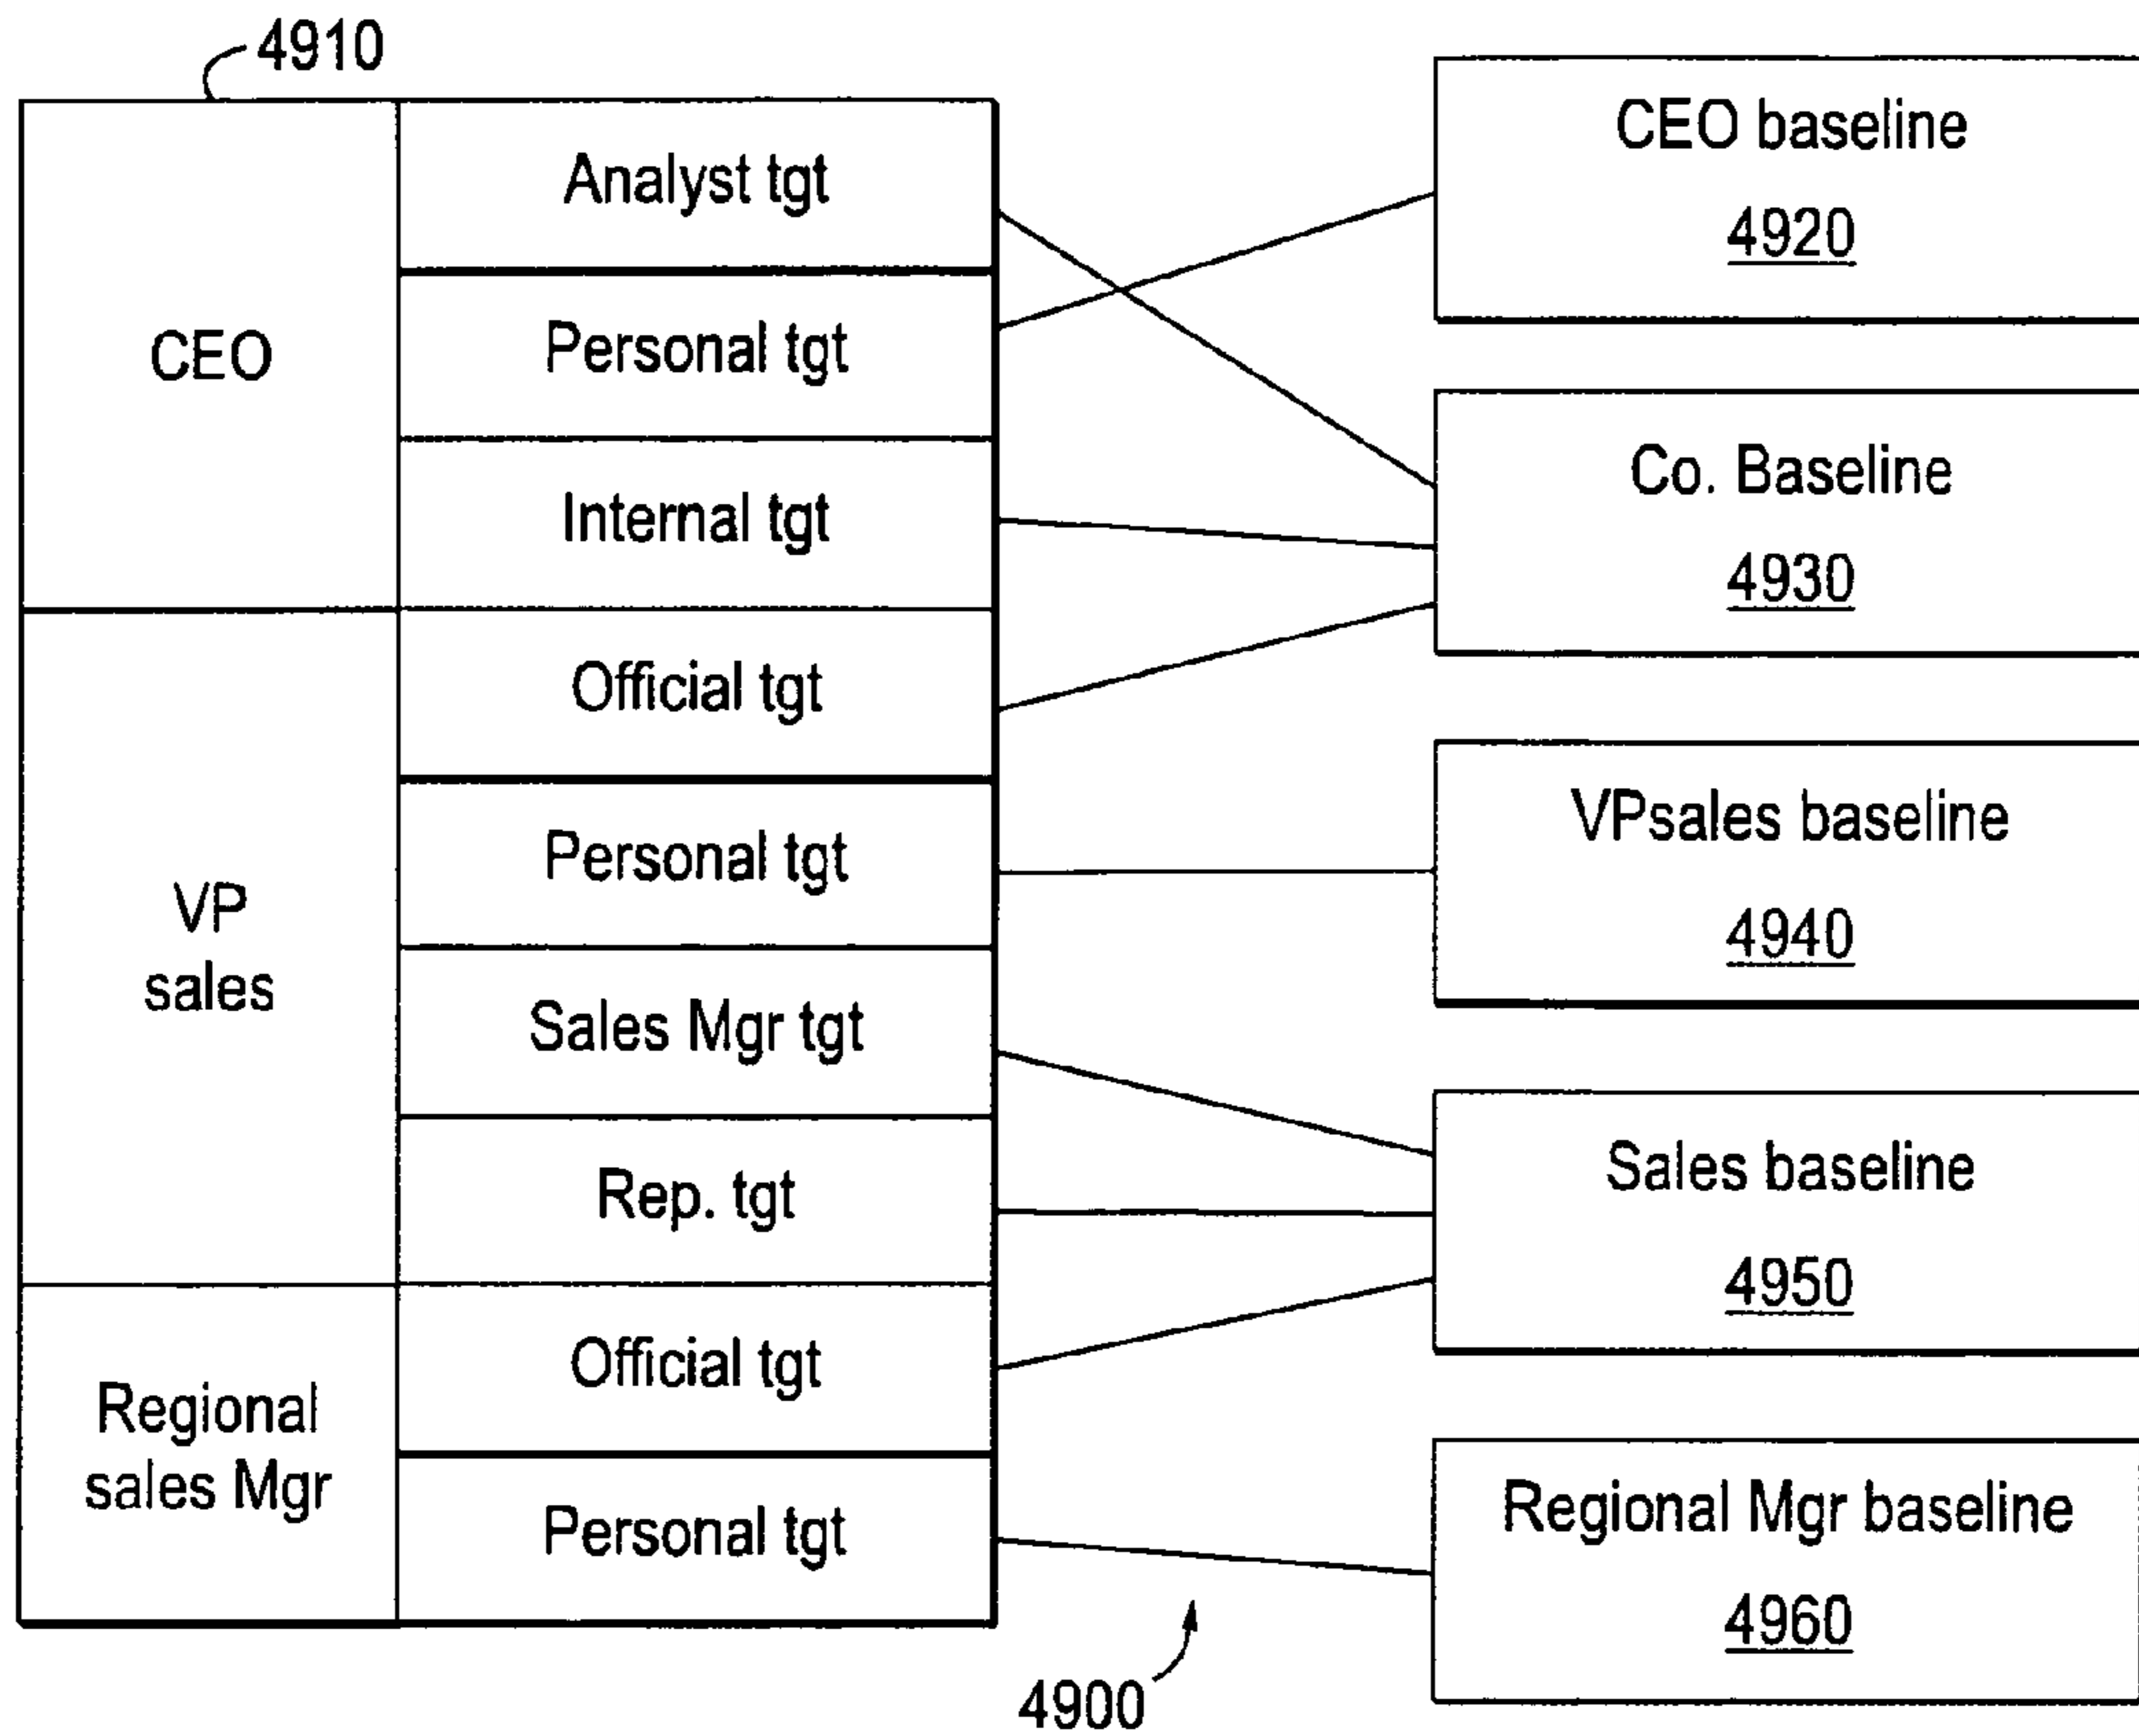 4910
CEO
Analyst tgt
Personal tgt
Internal tgt
VP
sales
Official tgt
Personal tgt
Sales Mgr tgt
Rep. tgt
Regional
sales Mgr
Official tgt
Personal tgt
CEO baseline
4920
Co. Baseline
4930
VPsales baseline
4940
Sales baseline
4950
Regional Mgr baseline
4960
4900